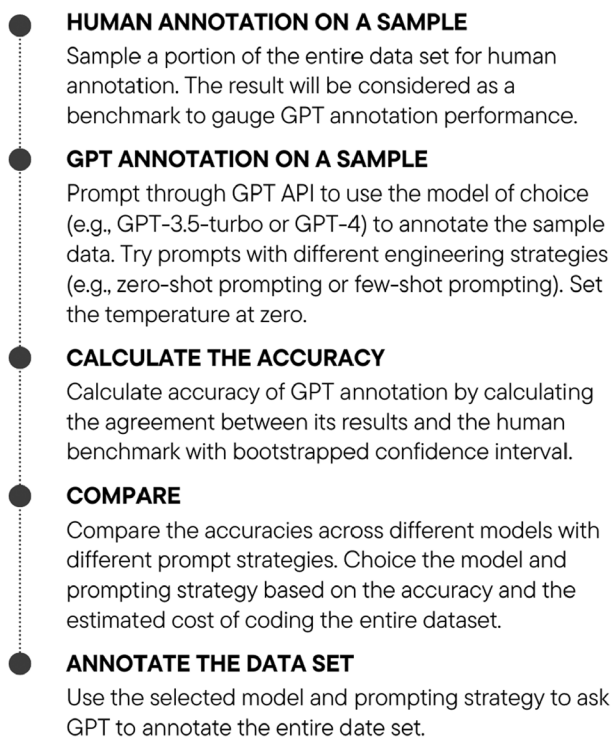 HUMAN ANNOTATION ON A SAMPLE
Sample a portion of the entire data set for human
annotation. The result will be considered as a
benchmark to gauge GPT annotation performance.
GPT ANNOTATION ON A SAMPLE
Prompt through GPT API to use the model of choice
(e.g., GPT-3.5-turbo or GPT-4) to annotate the sample
data. Try prompts with different engineering strategies
(e.g., zero-shot prompting or few-shot prompting). Set
the temperature at zero.
CALCULATE THE ACCURACY
Calculate accuracy of GPT annotation by calculating
the agreement between its results and the human
benchmark with bootstrapped confidence interval.
COMPARE
Compare the accuracies across different models with
different prompt strategies. Choice the model and
prompting strategy based on the accuracy and the
estimated cost of coding the entire dataset.
ANNOTATE THE DATA SET
Use the selected model and prompting strategy to ask
GPT to annotate the entire date set.